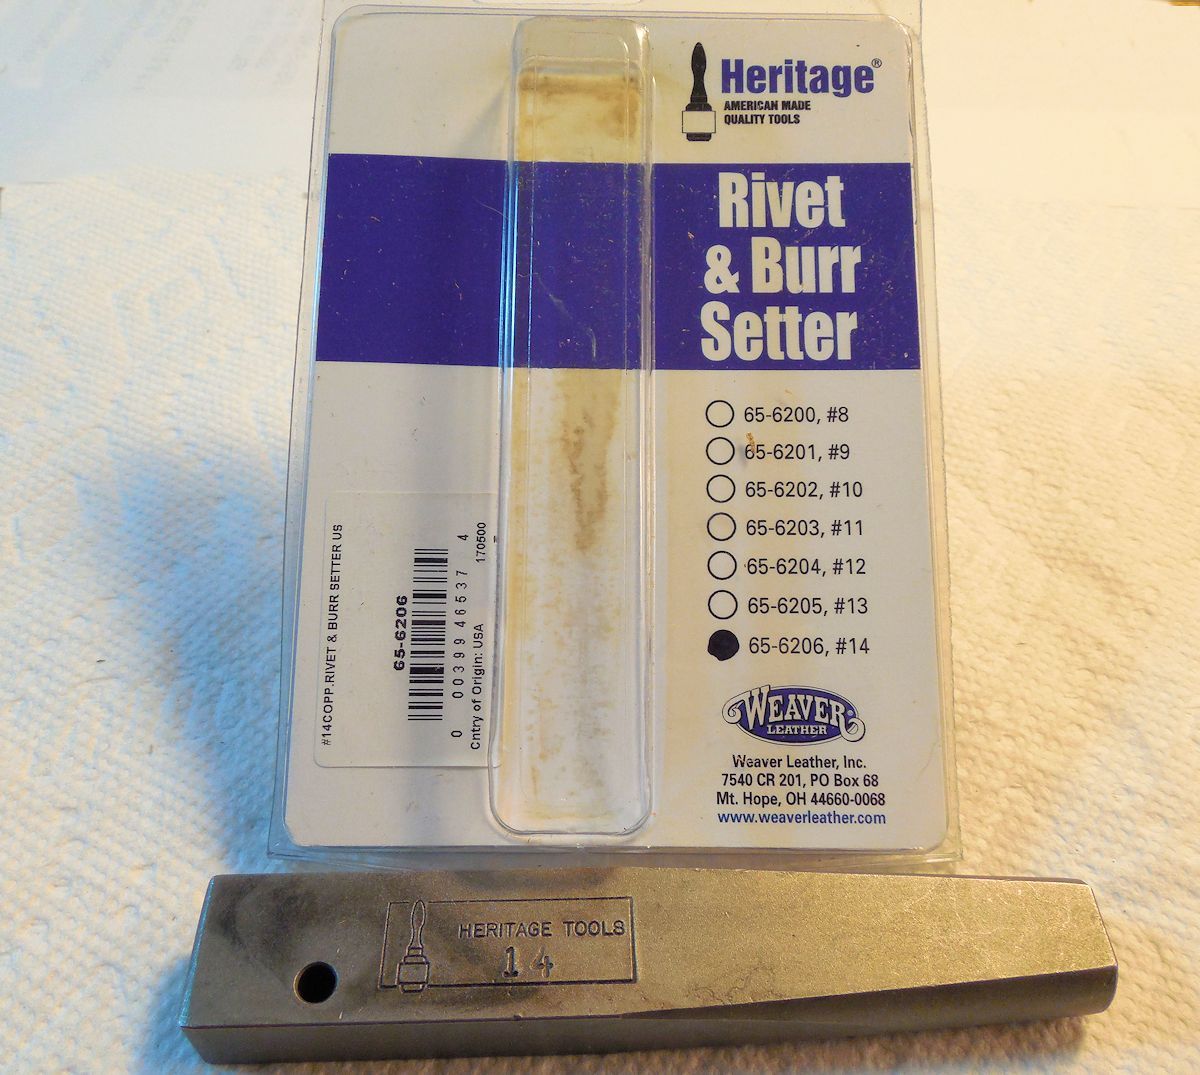 Heritage®
AMERICAN MADE
QUALITY TOOLS
Rivet
& Burr
Setter
65-6200, #8
65-6201, #9
65-6202, #10
65-6203, #11
65-6204, #12
65-6205, #13
65-6206, #14
WEAVER
LEATHER
Weaver Leather, Inc.
7540 CR 201, PO Box 68
Mt. Hope, OH 44660-0068
www.weaverleather.com
#14COPP.RIVET & BURR SETTER US
65-6206
0 00399 46537 4
Cntry of Origin: USA 170500
HERITAGE TOOLS
14